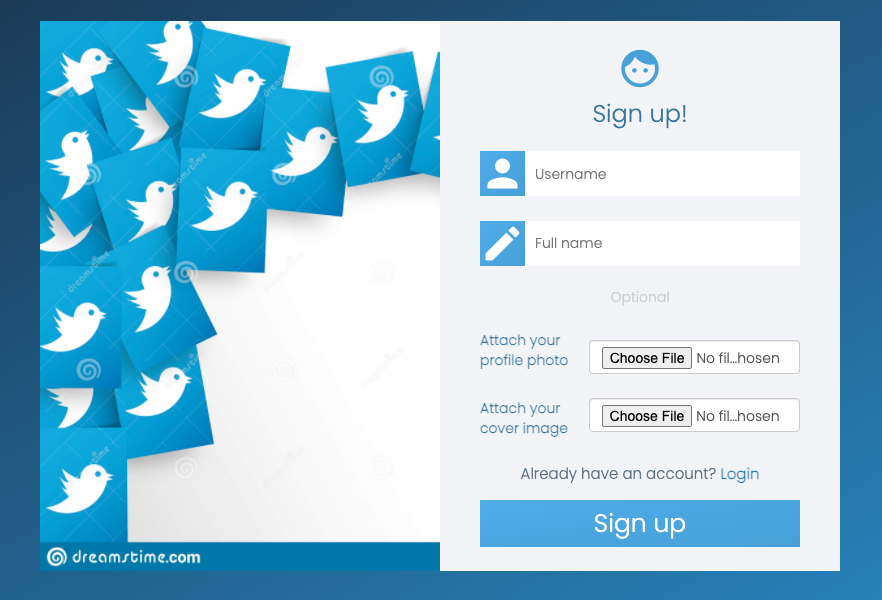 Sign up!
Username
Full name
Optional
Attach your
profile photo
Choose File No fil...hosen
Attach your
cover image
Choose File No fil...hosen
Already have an account? Login
Sign up
dreamstime.com